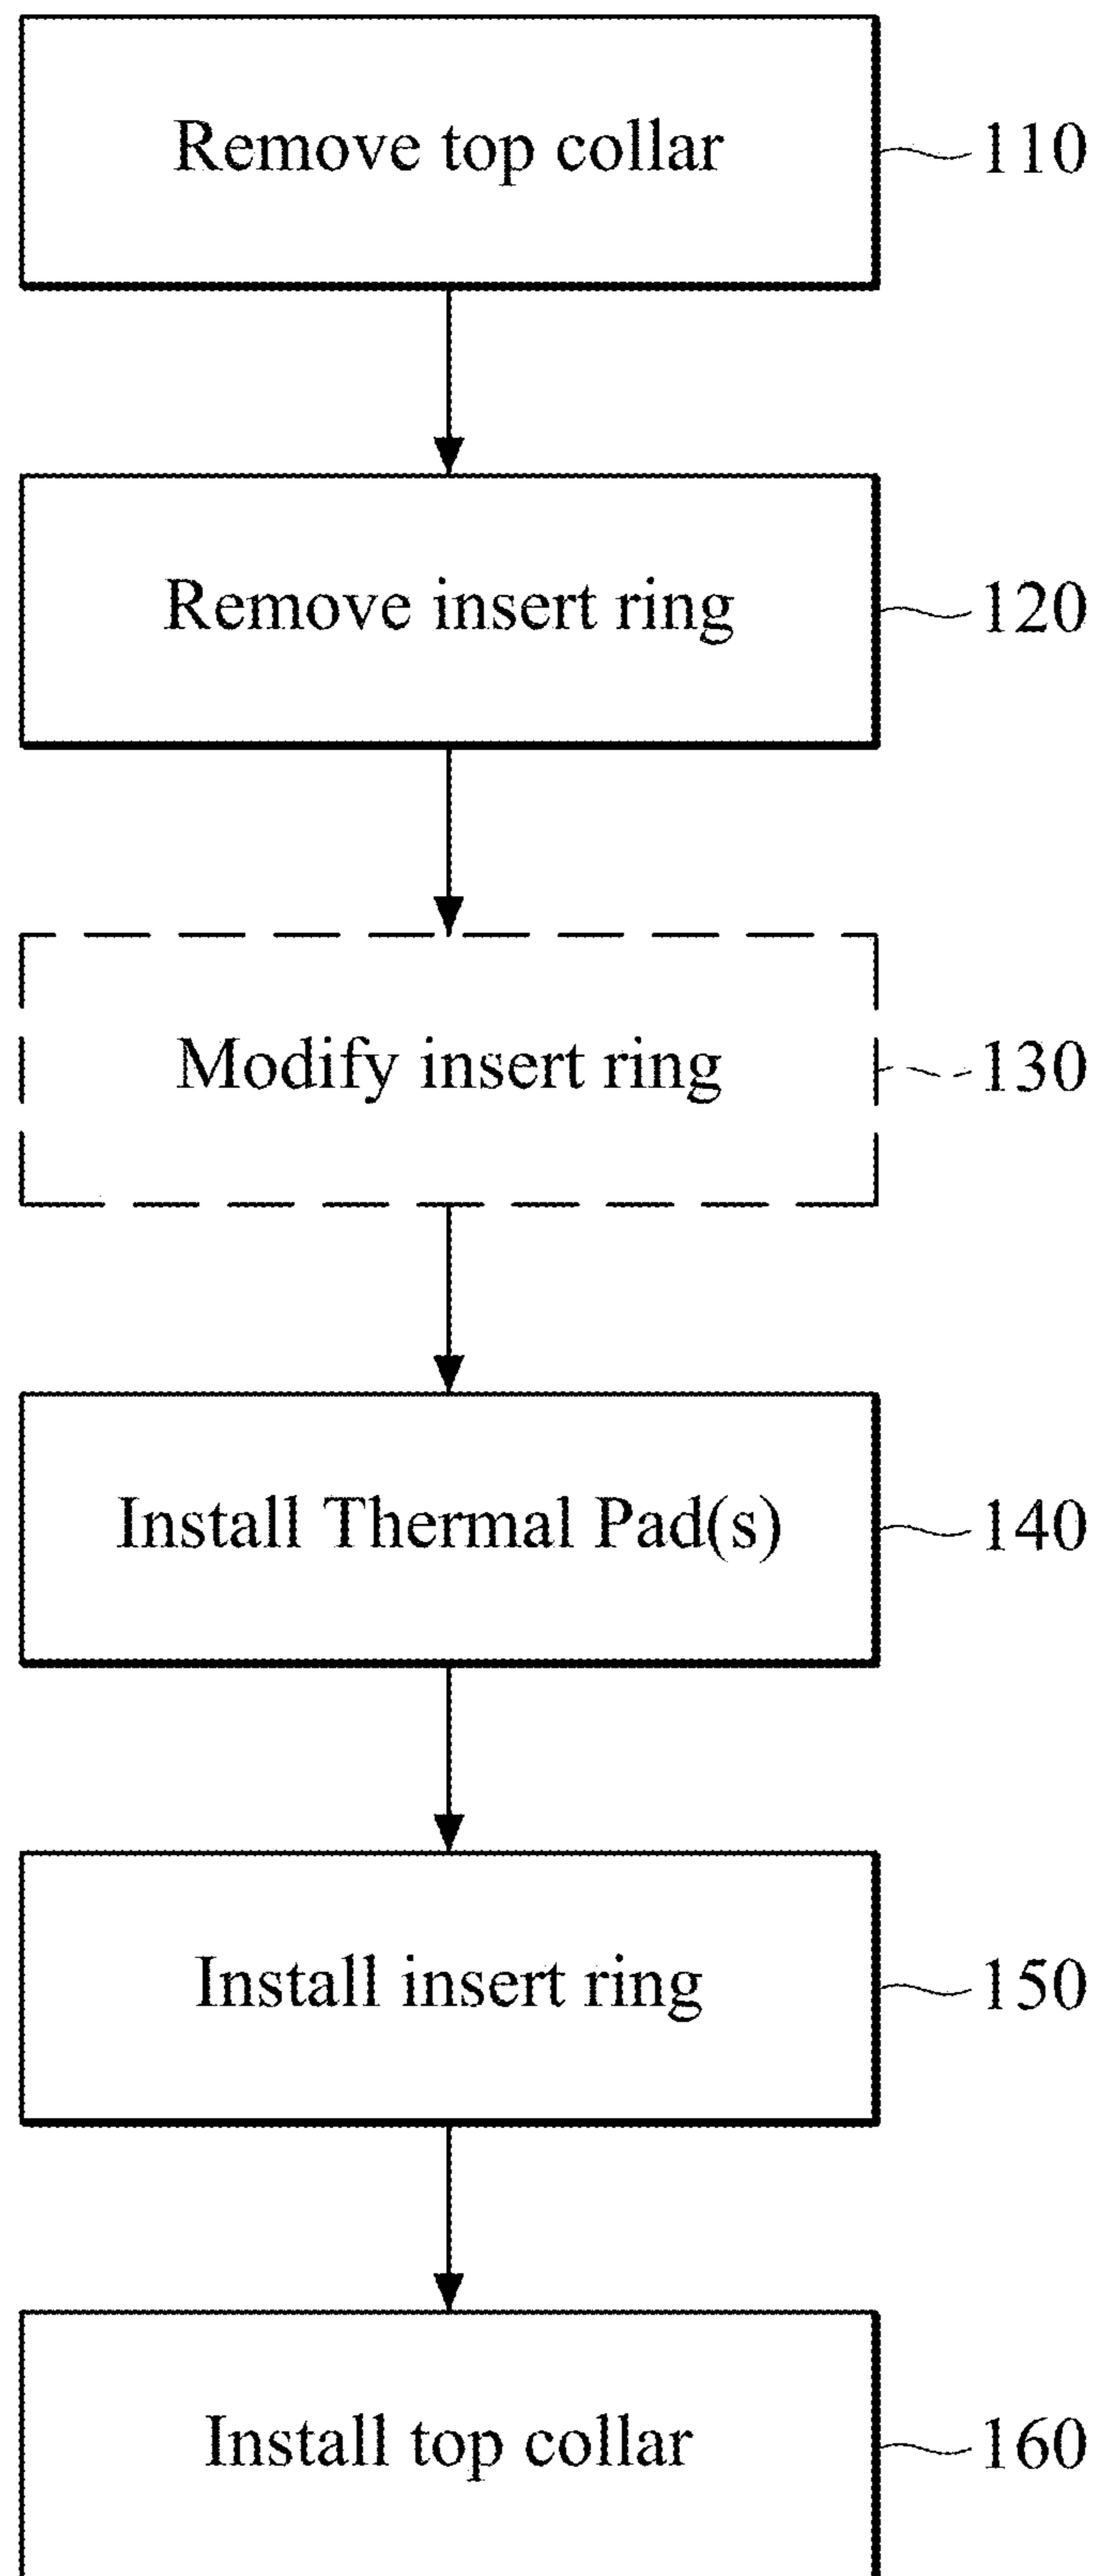 Remove top collar 110
Remove insert ring 120
Modify insert ring 130
Install Thermal Pad(s) 140
Install insert ring 150
Install top collar 160